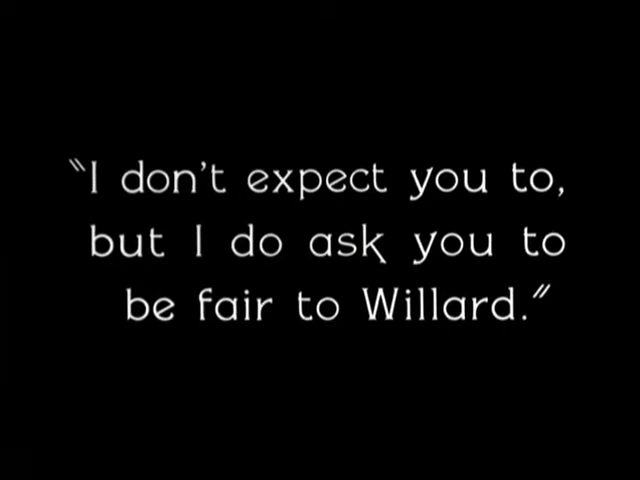 "I don't expect you to,
but I do ask you to
be fair to Willard."